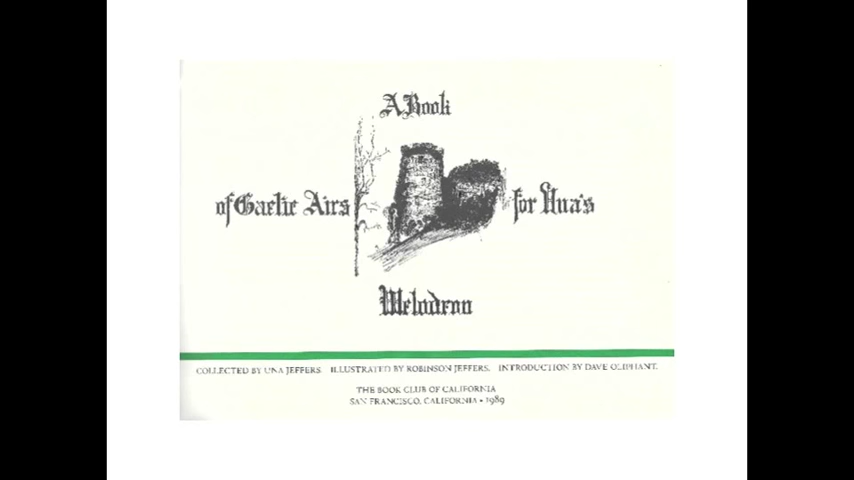 A Book
of Gaelic Airs for Una's
Melodeon
COLLECTED BY UNA JEFFERS. ILLUSTRATED BY ROBINSON JEFFERS. INTRODUCTION BY DAVE OLIPHANT.
THE BOOK CLUB OF CALIFORNIA
SAN FRANCISCO, CALIFORNIA • 1989